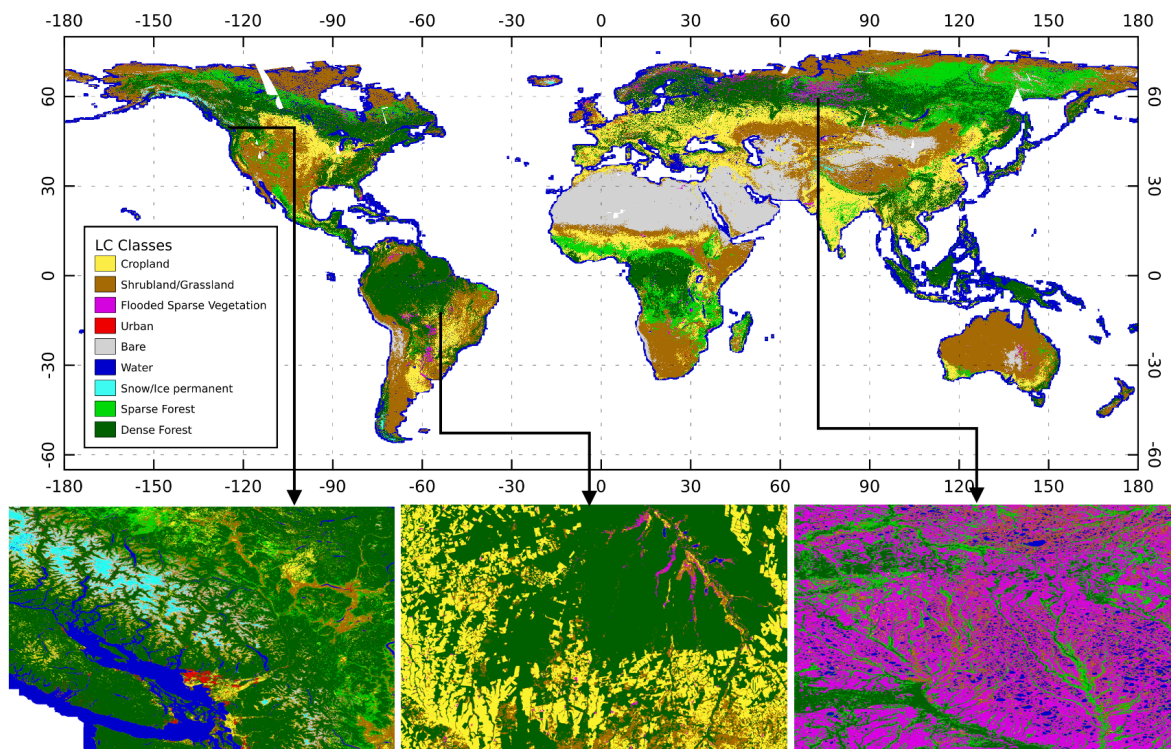 -180 -150 -120 -90 -60 -30 0 30 60 90 120 150 180
60 60
30 30
0 0
-30 -30
-60 -60
LC Classes
Cropland
Shrubland/Grassland
Flooded Sparse Vegetation
Urban
Bare
Water
Snow/Ice permanent
Sparse Forest
Dense Forest
-180 -150 -120 -90 -60 -30 0 30 60 90 120 150 180